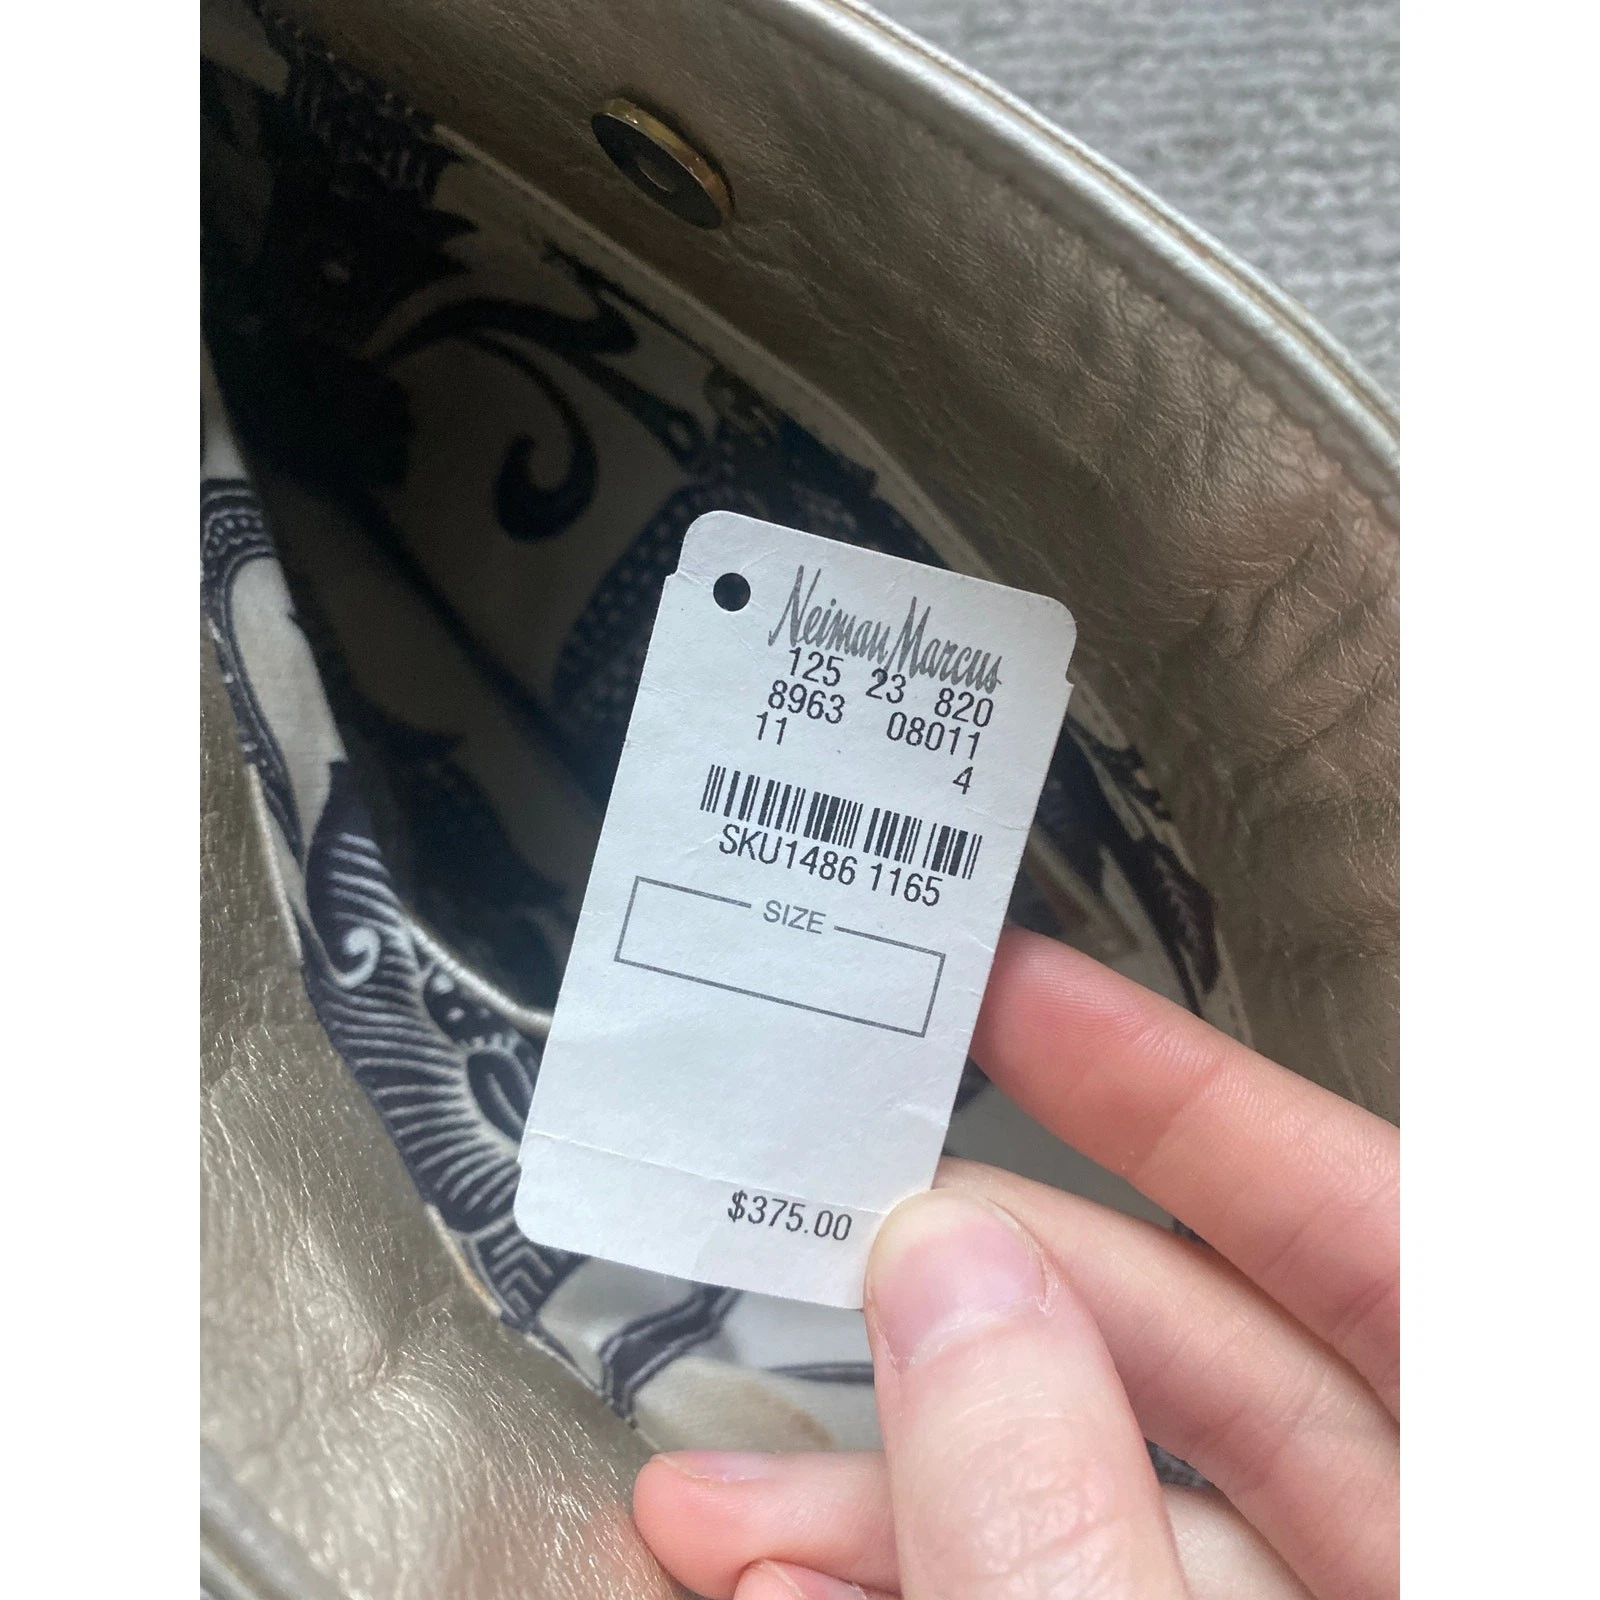 Neiman Marcus
125 23 820
8963 08011
11
4
SKU1486 1165
SIZE
$375.00